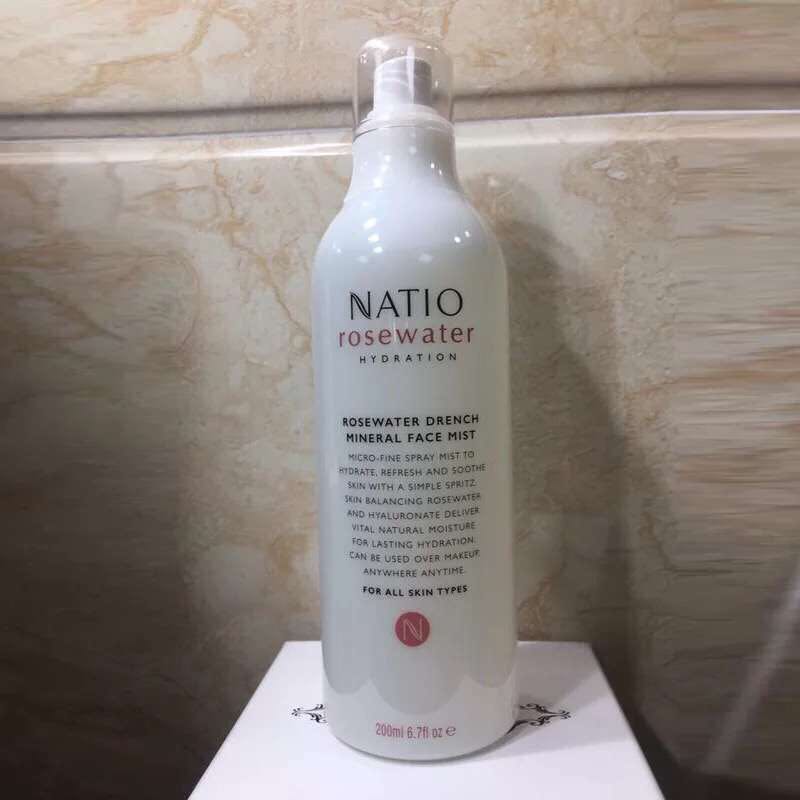 NATIO
rosewater
HYDRATION
ROSEWATER DRENCH
MINERAL FACE MIST
MICRO-FINE SPRAY MIST TO
HYDRATE, REFRESH AND SOOTHE
SKIN WITH A SIMPLE SPRITZ.
SKIN BALANCING ROSEWATER
AND HYALURONATE DELIVER
VITAL NATURAL MOISTURE
FOR LASTING HYDRATION.
CAN BE USED OVER MAKEUP,
ANYWHERE ANYTIME.
FOR ALL SKIN TYPES
N
200ml 6.7fl oz ℮